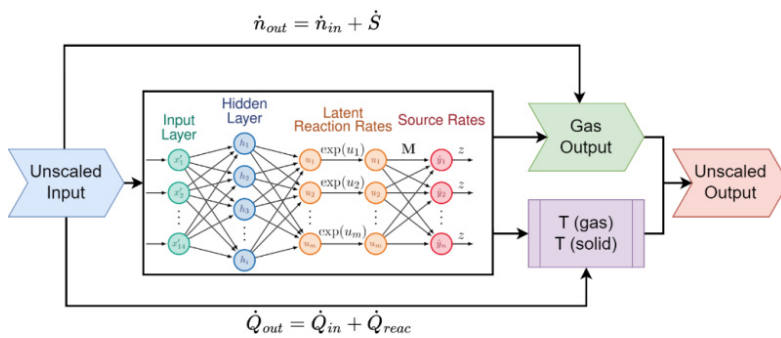 ṅ_out = ṅ_in + Ṡ
Input
Layer
Hidden
Layer
Latent
Reaction Rates
Source Rates
Unscaled
Input
x'_1
x'_2
x'_14
h_1
h_2
h_3
h_i
u_1
u_2
u_m
exp(u_1)
exp(u_2)
exp(u_m)
u_1
u_2
u_m
M
ŷ_1
ŷ_2
ŷ_n
z
z
z
Gas
Output
T (gas)
T (solid)
Unscaled
Output
Q̇_out = Q̇_in + Q̇_reac